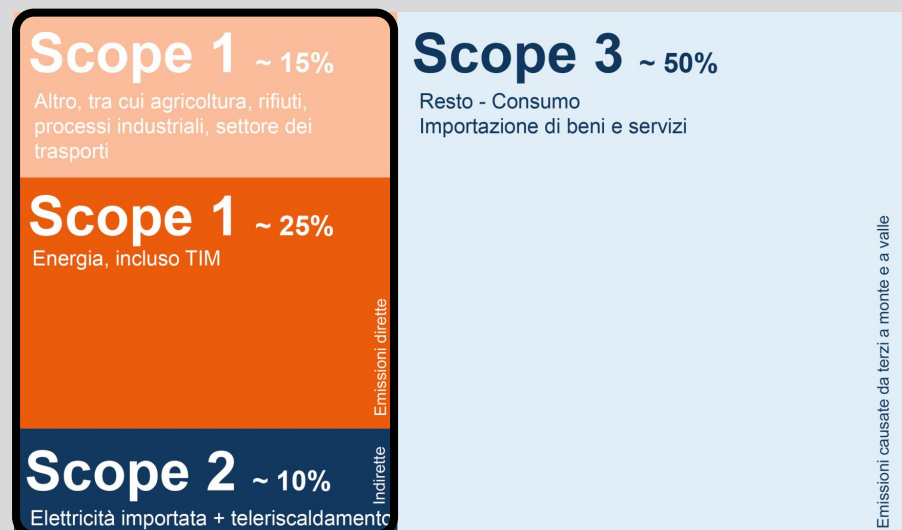 Scope 1 ~ 15%
Altro, tra cui agricoltura, rifiuti,
processi industriali, settore dei
trasporti
Scope 1 ~ 25%
Energia, incluso TIM
Emissioni dirette
Scope 2 ~ 10%
Elettricità importata + teleriscaldamento
Indirette
Scope 3 ~ 50%
Resto - Consumo
Importazione di beni e servizi
Emissioni causate da terzi a monte e a valle